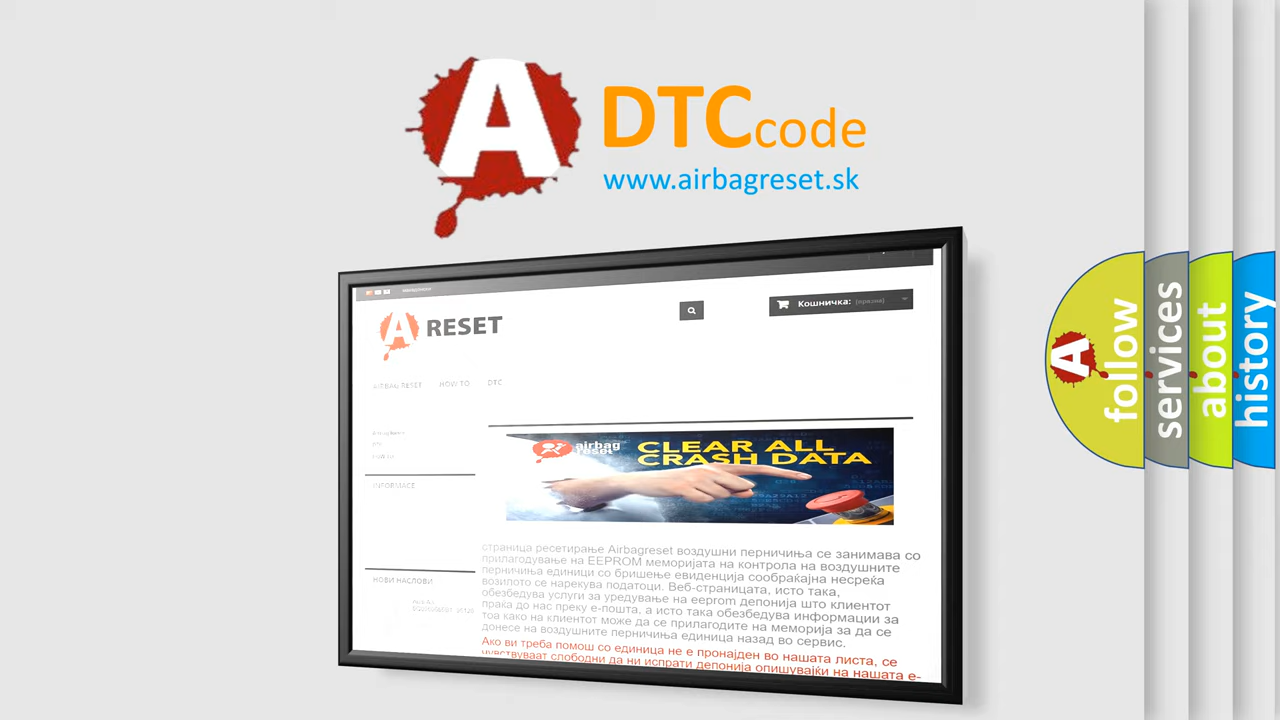 A DTCcode
www.airbagreset.sk
Кошничка: (празна)
A RESET
AIRBAG RESET HOW TO DTC
airbag reset CLEAR ALL
CRASH DATA
INFORMACE
страница ресетирање Airbagreset воздушни перничиња се занимава со
прилагодување на EEPROM меморијата на контрола на воздушните
перничиња единици со бришење евиденција сообраќајна несреќа
возилото се нарекува податоци. Веб-страницата, исто така,
обезбедува услуги за уредување на eeprom депонија што клиентот
праќа до нас преку е-пошта, а исто така обезбедува информации за
тоа како на клиентот може да се прилагодите на меморија за да се
донесе на воздушните перничиња единица назад во сервис.
Ако ви треба помош со единица не е пронајден во нашата листа, се
чувствуваат слободни да ни испрати депонија опишувајќи на нашата е-
НОВИ НАСЛОВИ
A follow
services
about
history